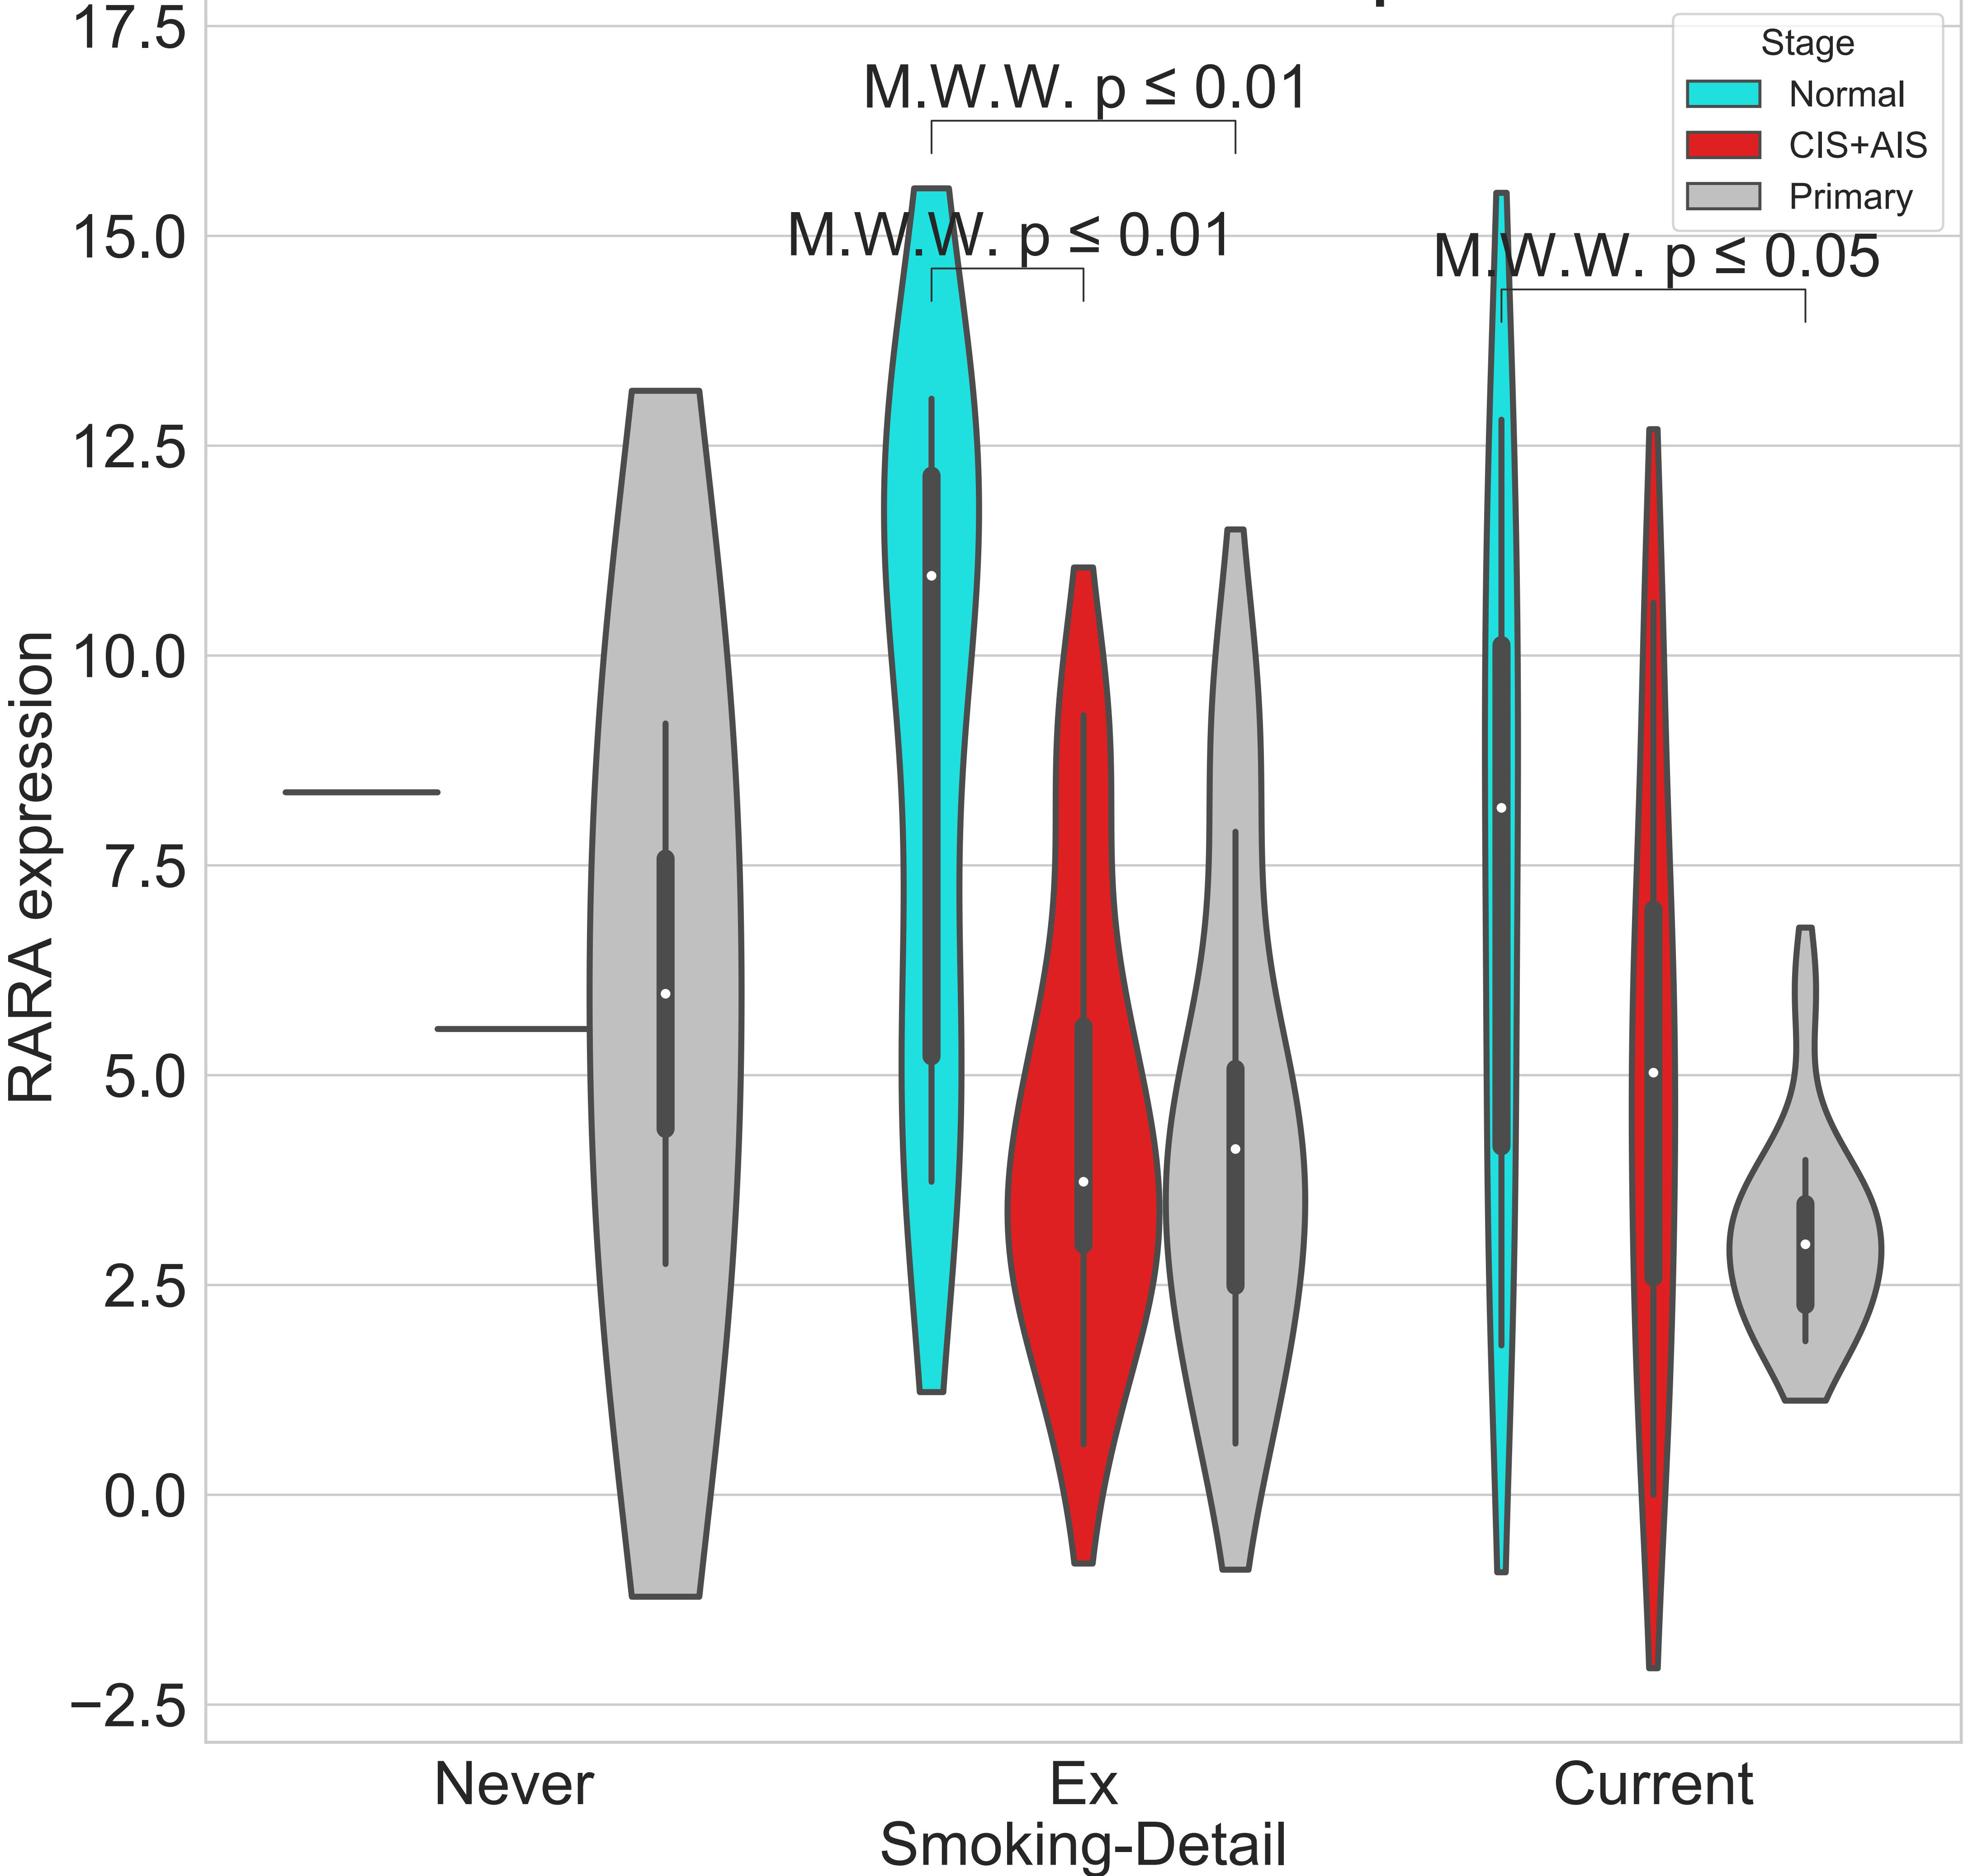 17.5
15.0
12.5
10.0
7.5
5.0
2.5
0.0
−2.5
RARA expression
M.W.W. p ≤ 0.01
M.W.W. p ≤ 0.01
M.W.W. p ≤ 0.05
Stage
Normal
CIS+AIS
Primary
Never
Ex
Current
Smoking-Detail